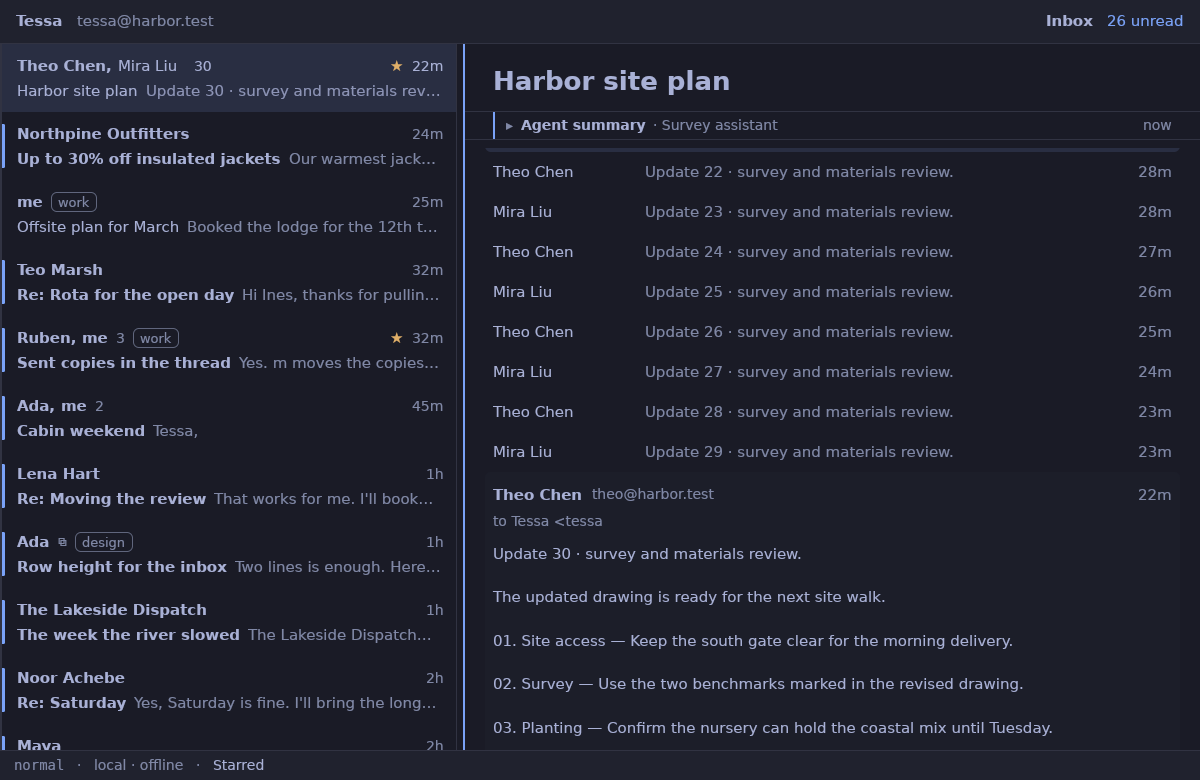 Tessa tessa@harbor.test
Inbox 26 unread
Theo Chen, Mira Liu 30 ★ 22m
Harbor site plan Update 30 · survey and materials rev…
Northpine Outfitters 24m
Up to 30% off insulated jackets Our warmest jack…
me work 25m
Offsite plan for March Booked the lodge for the 12th t…
Teo Marsh 32m
Re: Rota for the open day Hi Ines, thanks for pullin…
Ruben, me 3 work ★ 32m
Sent copies in the thread Yes. m moves the copies…
Ada, me 2 45m
Cabin weekend Tessa,
Lena Hart 1h
Re: Moving the review That works for me. I'll book…
Ada ⧉ design 1h
Row height for the inbox Two lines is enough. Here…
The Lakeside Dispatch 1h
The week the river slowed The Lakeside Dispatch…
Noor Achebe 2h
Re: Saturday Yes, Saturday is fine. I'll bring the long…
Maya 2h
Harbor site plan
▸ Agent summary · Survey assistant now
Theo Chen Update 22 · survey and materials review. 28m
Mira Liu Update 23 · survey and materials review. 28m
Theo Chen Update 24 · survey and materials review. 27m
Mira Liu Update 25 · survey and materials review. 26m
Theo Chen Update 26 · survey and materials review. 25m
Mira Liu Update 27 · survey and materials review. 24m
Theo Chen Update 28 · survey and materials review. 23m
Mira Liu Update 29 · survey and materials review. 23m
Theo Chen theo@harbor.test 22m
to Tessa <tessa
Update 30 · survey and materials review.
The updated drawing is ready for the next site walk.
01. Site access — Keep the south gate clear for the morning delivery.
02. Survey — Use the two benchmarks marked in the revised drawing.
03. Planting — Confirm the nursery can hold the coastal mix until Tuesday.
normal · local · offline · Starred